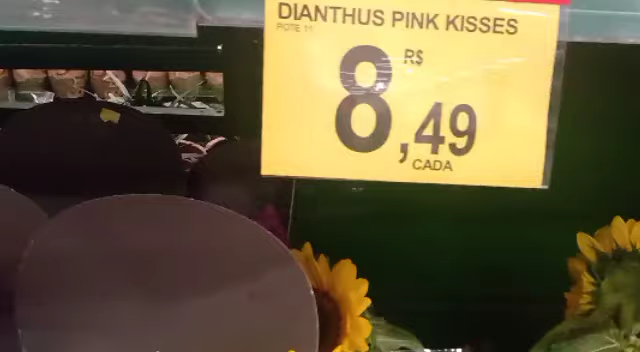 DIANTHUS PINK KISSES
POTE 11
R$
8,49
CADA